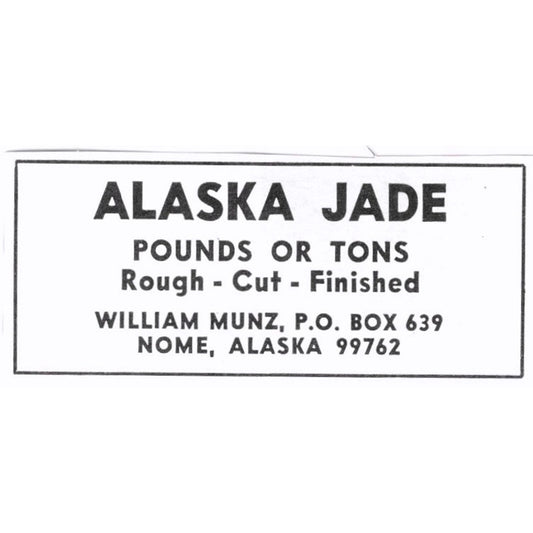 ALASKA JADE
POUNDS OR TONS
Rough - Cut - Finished
WILLIAM MUNZ, P.O. BOX 639
NOME, ALASKA 99762